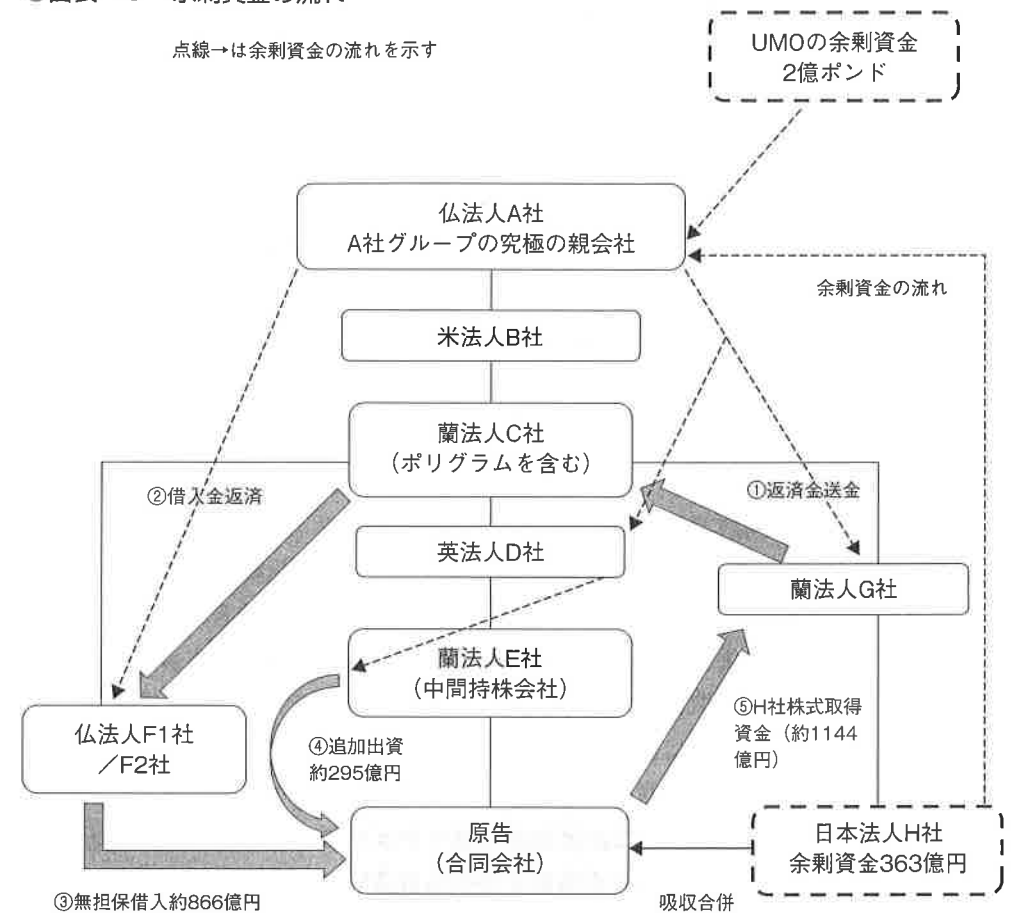 点線→は余剰資金の流れを示す
UMOの余剰資金
2億ポンド
仏法人A社
A社グループの究極の親会社
余剰資金の流れ
米法人B社
蘭法人C社
（ポリグラムを含む）
②借入金返済
①返済金送金
英法人D社
蘭法人G社
蘭法人E社
（中間持株会社）
仏法人F1社
／F2社
④追加出資
約295億円
⑤H社株式取得
資金（約1144
億円）
原告
（合同会社）
日本法人H社
余剰資金363億円
③無担保借入約866億円
吸収合併